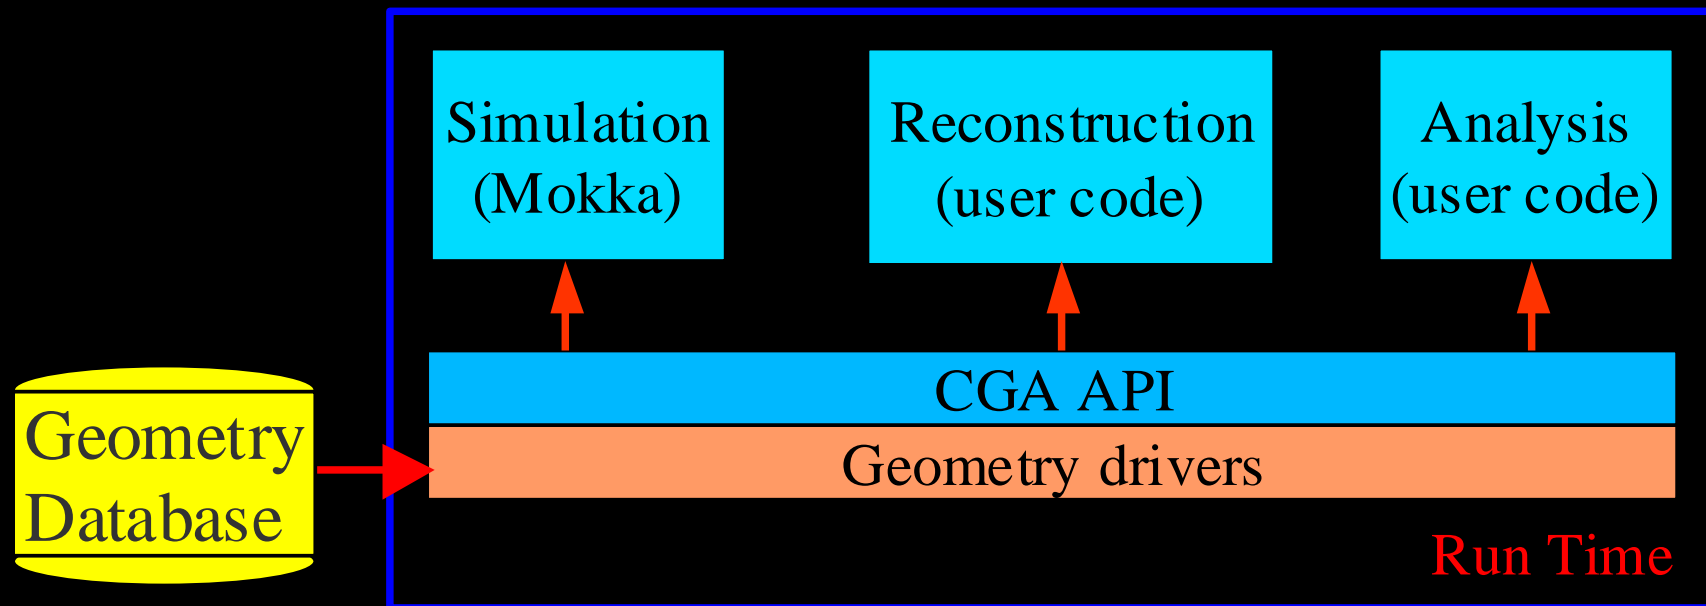 Simulation
(Mokka)
Reconstruction
(user code)
Analysis
(user code)
CGA API
Geometry drivers
Geometry
Database
Run Time